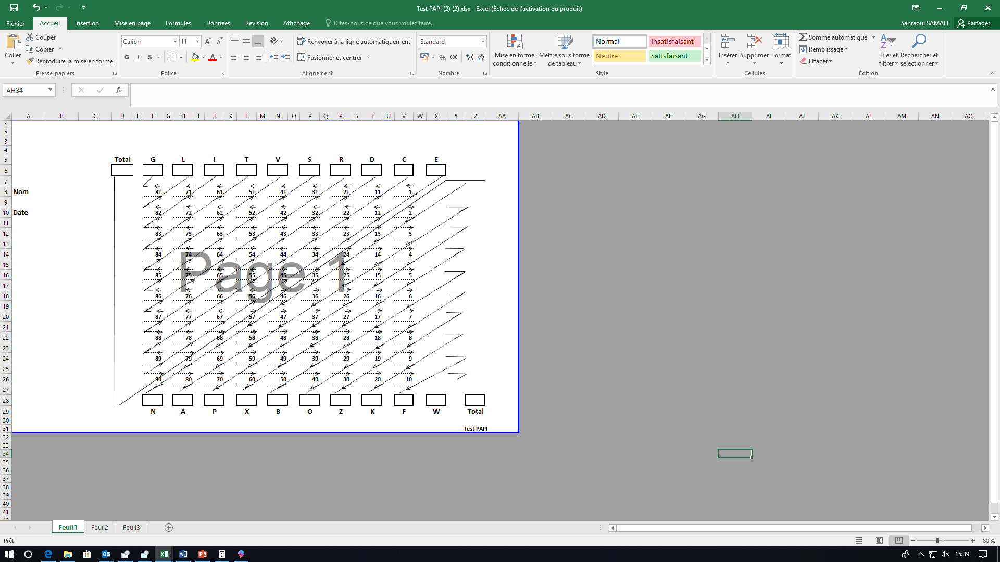 Test PAPI (2) (2).xlsx - Excel (Échec de l'activation du produit)
Fichier Accueil Insertion Mise en page Formules Données Révision Affichage Dites-nous ce que vous voulez faire.. Sahraoui SAMAH Partager
Coller
Couper
Copier
Reproduire la mise en forme
Presse-papiers
Calibri 11
G I S
Police
Renvoyer à la ligne automatiquement
Fusionner et centrer
Alignement
Standard
% 000
Nombre
Mise en forme conditionnelle
Mettre sous forme de tableau
Normal Insatisfaisant
Neutre Satisfaisant
Style
Insérer Supprimer Format
Cellules
Somme automatique
Remplissage
Effacer
Trier et filtrer
Rechercher et sélectionner
Édition
AH34 fx
A B C D E F G H I J K L M N O P Q R S T U V W X Y Z AA AB AC AD AE AF AG AH AI AJ AK AL AM AN AO
1
2
3
4
5 Total G L I T V S R D C E
6
7
8 Nom 81 71 61 51 41 31 21 11 1
9
10 Date 82 72 62 52 42 32 22 12 2
11
12 83 73 63 53 43 33 23 13 3
13
14 84 74 64 54 44 34 24 14 4
15
Page 1
16 85 75 65 55 45 35 25 15 5
17
18 86 76 66 56 46 36 26 16 6
19
20 87 77 67 57 47 37 27 17 7
21
22 88 78 68 58 48 38 28 18 8
23
24 89 79 69 59 49 39 29 19 9
25
26 90 80 70 60 50 40 30 20 10
27
28
29 N A P X B O Z K F W Total
30
31 Test PAPI
32
33
34
35
36
37
38
39
40
41
42
Feuil1 Feuil2 Feuil3
Prêt 80 %
15:39